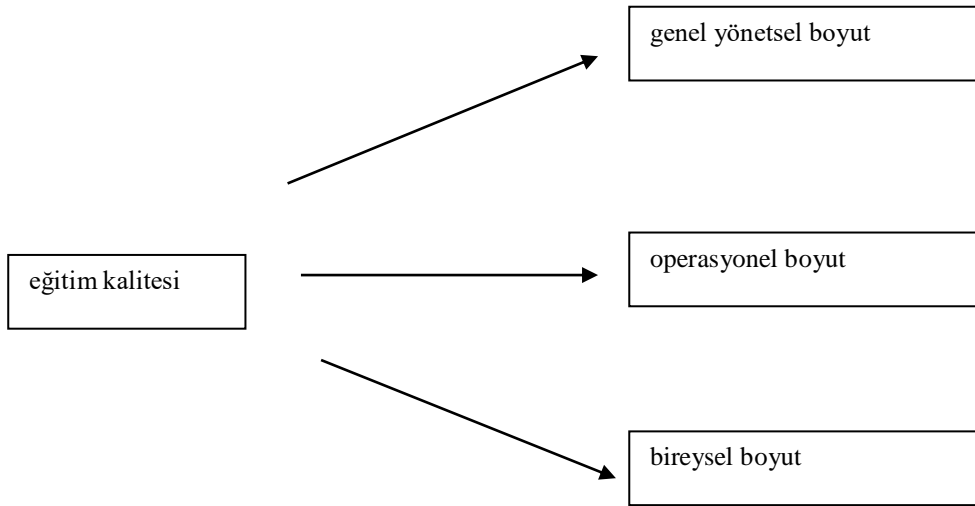 genel yönetsel boyut
eğitim kalitesi
operasyonel boyut
bireysel boyut